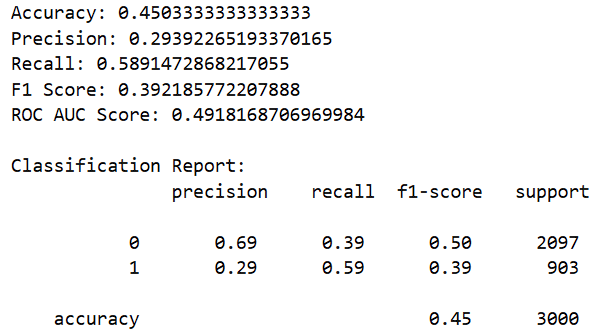 Accuracy: 0.4503333333333333
Precision: 0.29392265193370165
Recall: 0.5891472868217055
F1 Score: 0.392185772207888
ROC AUC Score: 0.4918168706969984
Classification Report:
precision recall f1-score support
0 0.69 0.39 0.50 2097
1 0.29 0.59 0.39 903
accuracy 0.45 3000